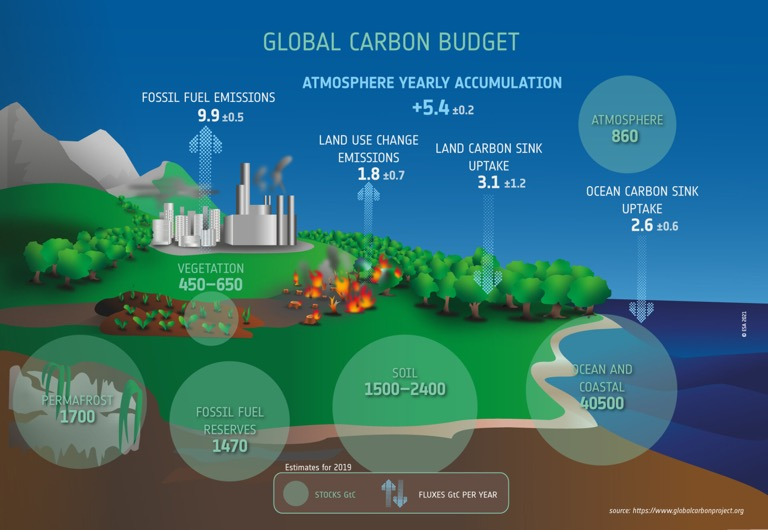 GLOBAL CARBON BUDGET
ATMOSPHERE YEARLY ACCUMULATION
+5.4 ±0.2
FOSSIL FUEL EMISSIONS
9.9 ±0.5
LAND USE CHANGE
EMISSIONS
1.8 ±0.7
LAND CARBON SINK
UPTAKE
3.1 ±1.2
ATMOSPHERE
860
OCEAN CARBON SINK
UPTAKE
2.6 ±0.6
VEGETATION
450–650
© ESA 2021
PERMAFROST
1700
FOSSIL FUEL
RESERVES
1470
SOIL
1500–2400
OCEAN AND
COASTAL
40500
Estimates for 2019
STOCKS GtC
FLUXES GtC PER YEAR
source: https://www.globalcarbonproject.org